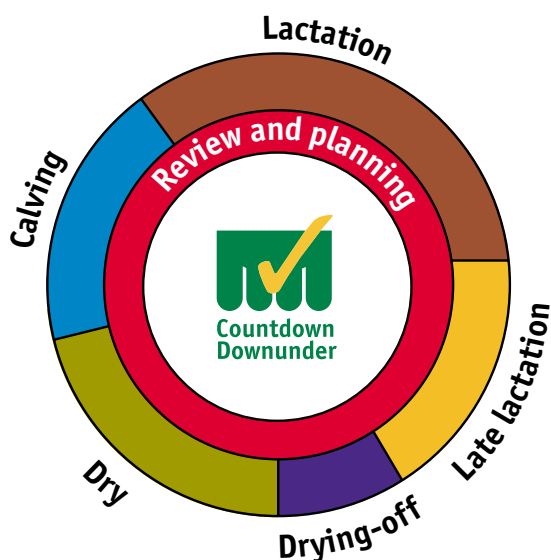 Lactation
Review and planning
Calving
Countdown
Downunder
Late lactation
Dry
Drying-off